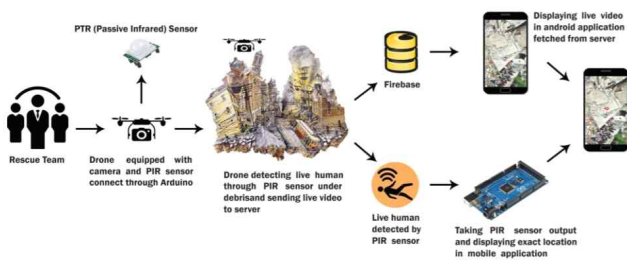 PTR (Passive Infrared) Sensor
Displaying live video
in android application
fetched from server
Firebase
Rescue Team
Drone equipped with
camera and PIR sensor
connect through Arduino
Drone detecting live human
through PIR sensor under
debrisand sending live video
to server
Live human
detected by
PIR sensor
Taking PIR sensor output
and displaying exact location
in mobile application